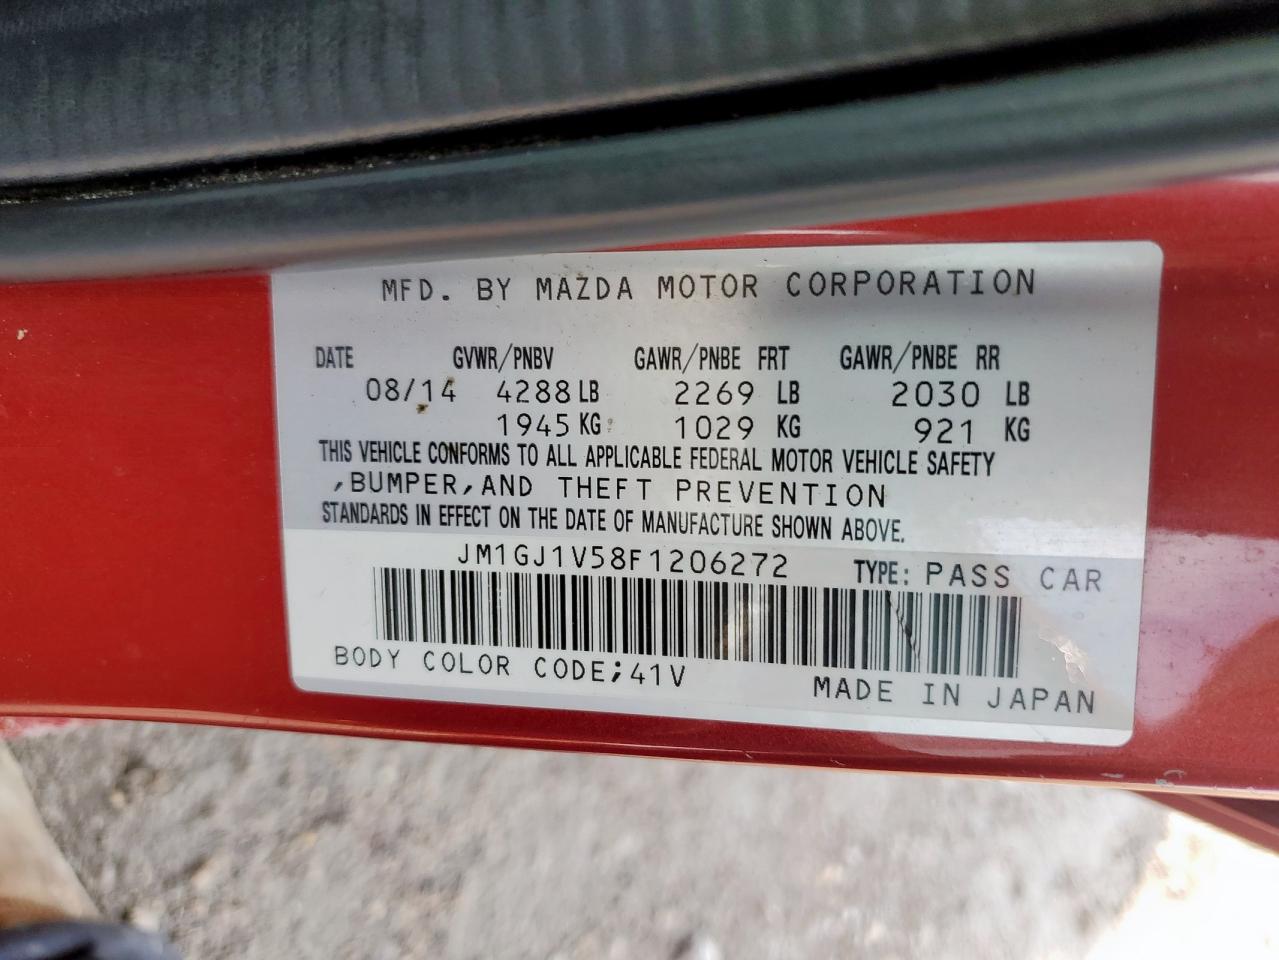 MFD. BY MAZDA MOTOR CORPORATION
DATE GVWR/PNBV GAWR/PNBE FRT GAWR/PNBE RR
08/14 4288 LB 2269 LB 2030 LB
1945 KG 1029 KG 921 KG
THIS VEHICLE CONFORMS TO ALL APPLICABLE FEDERAL MOTOR VEHICLE SAFETY
,BUMPER,AND THEFT PREVENTION
STANDARDS IN EFFECT ON THE DATE OF MANUFACTURE SHOWN ABOVE.
JM1GJ1V58F1206272 TYPE: PASS CAR
BODY COLOR CODE;41V MADE IN JAPAN